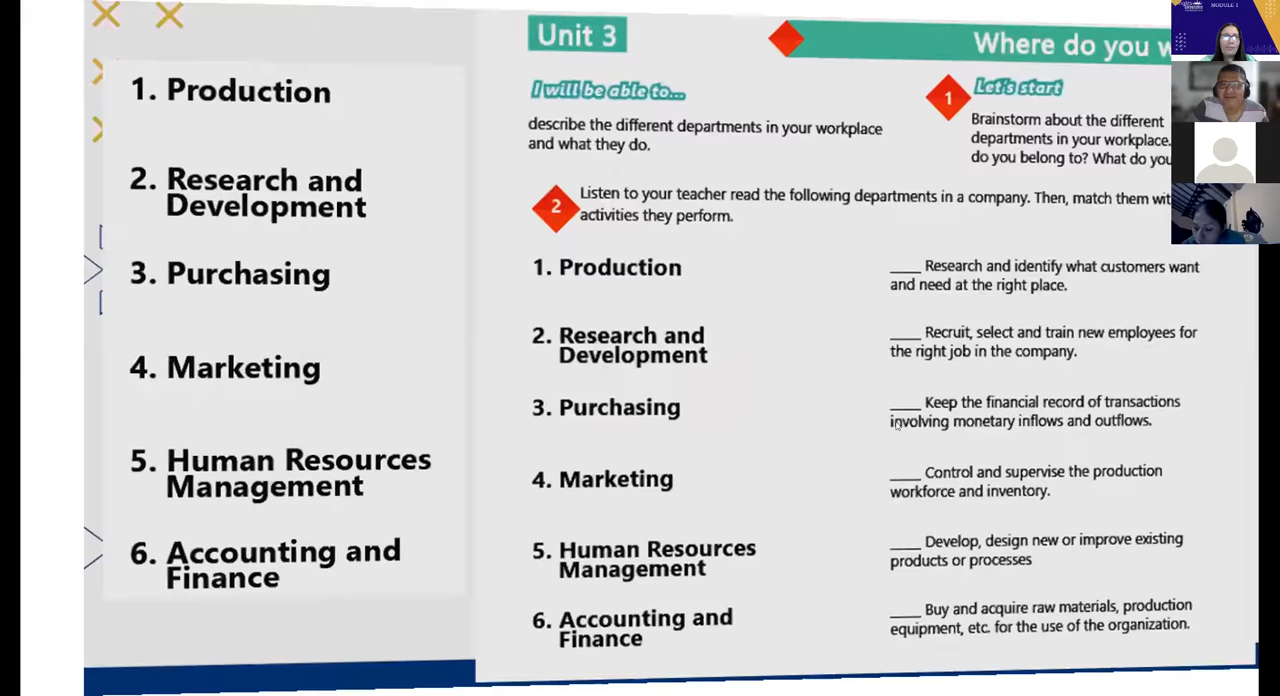 1. Production
2. Research and
Development
3. Purchasing
4. Marketing
5. Human Resources
Management
6. Accounting and
Finance
Unit 3
Where do you w
I will be able to...
describe the different departments in your workplace
and what they do.
1
Let's start
Brainstorm about the different
departments in your workplace.
do you belong to? What do you
2
Listen to your teacher read the following departments in a company. Then, match them wit
activities they perform.
1. Production
2. Research and
Development
3. Purchasing
4. Marketing
5. Human Resources
Management
6. Accounting and
Finance
____ Research and identify what customers want
and need at the right place.
____ Recruit, select and train new employees for
the right job in the company.
____ Keep the financial record of transactions
involving monetary inflows and outflows.
____ Control and supervise the production
workforce and inventory.
____ Develop, design new or improve existing
products or processes
____ Buy and acquire raw materials, production
equipment, etc. for the use of the organization.
MODULE 1